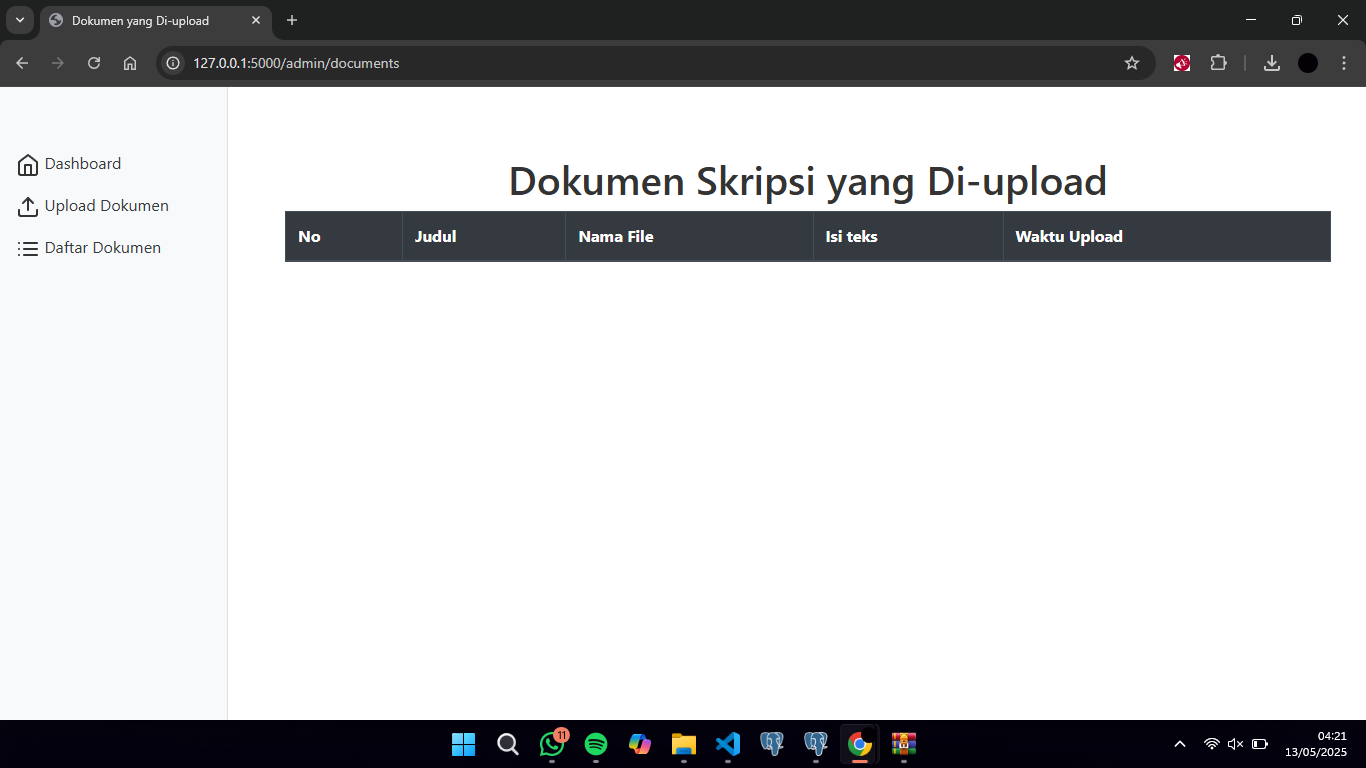 Dokumen yang Di-upload
127.0.0.1:5000/admin/documents
Dashboard
Upload Dokumen
Daftar Dokumen
Dokumen Skripsi yang Di-upload
No Judul Nama File Isi teks Waktu Upload
11
04:21
13/05/2025